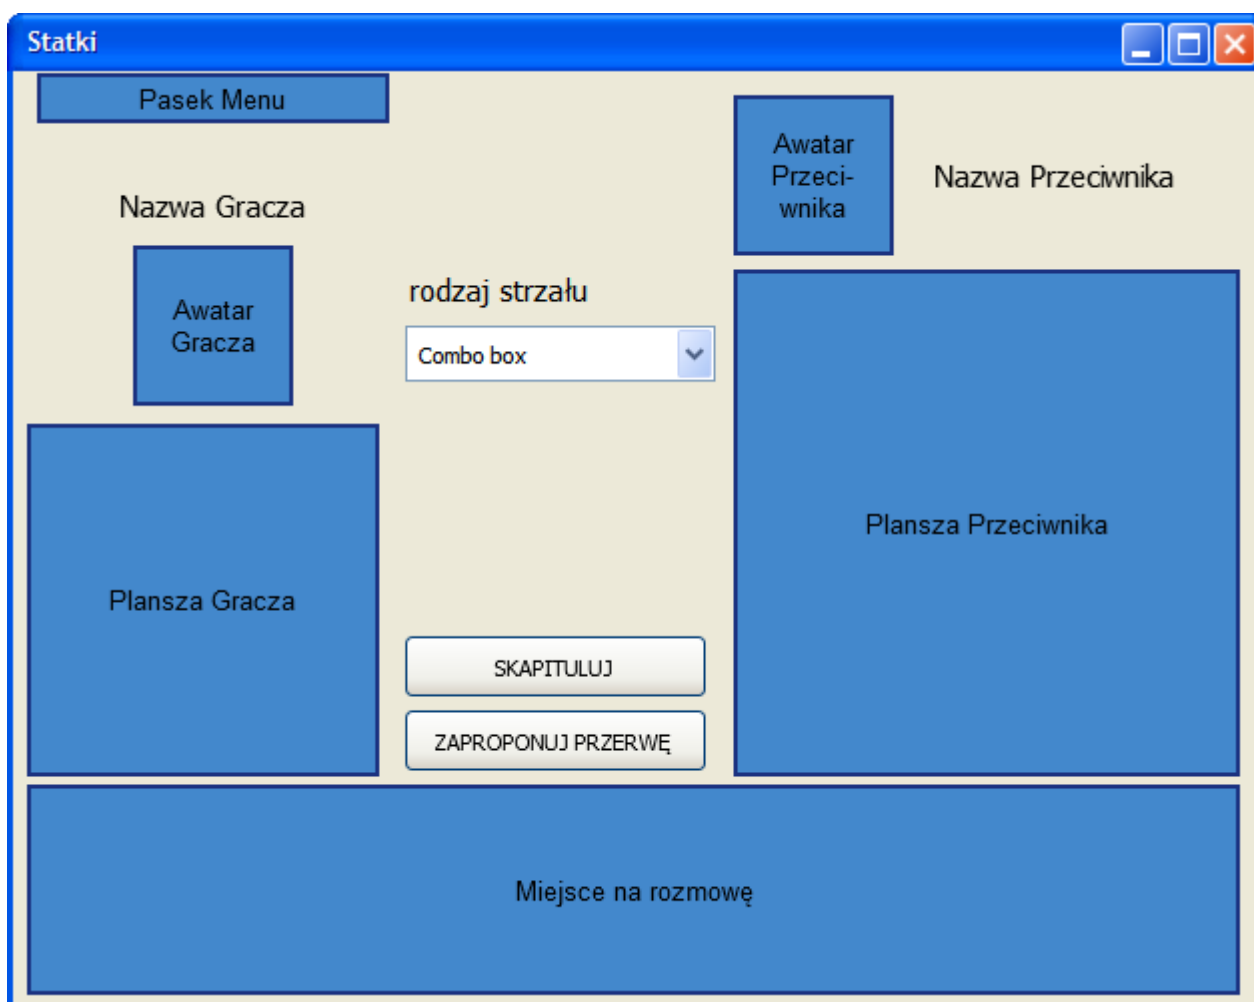 Statki
Pasek Menu
Awatar
Przeci-
wnika
Nazwa Przeciwnika
Nazwa Gracza
Awatar
Gracza
rodzaj strzału
Combo box
Plansza Przeciwnika
Plansza Gracza
SKAPITULUJ
ZAPROPONUJ PRZERWĘ
Miejsce na rozmowę